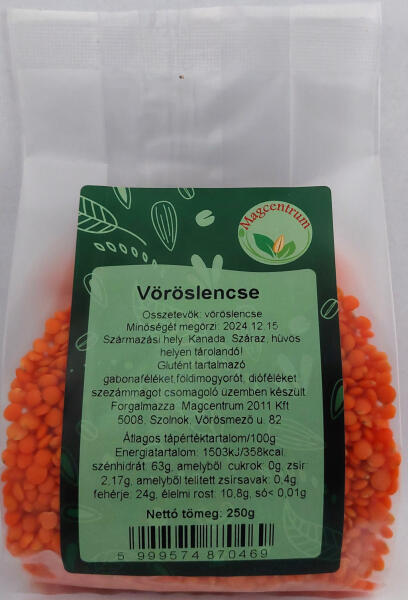 Magcentrum
Vöröslencse
Összetevők: vöröslencse
Minőségét megőrzi: 2024.12.15
Származási hely: Kanada. Száraz, hűvös
helyen tárolandó!
Glutént tartalmazó
gabonaféléket,földimogyorót, dióféléket
szezámmagot csomagoló üzemben készült.
Forgalmazza: Magcentrum 2011 Kft
5008, Szolnok, Vörösmező u. 82
Átlagos tápértéktartalom/100g
Energiatartalom: 1503kJ/358kcal,
szénhidrát: 63g, amelyből cukrok: 0g, zsír:
2,17g, amelyből telített zsírsavak: 0,4g
fehérje: 24g, élelmi rost: 10,8g, só< 0,01g
Nettó tömeg: 250g
5 999574 870469